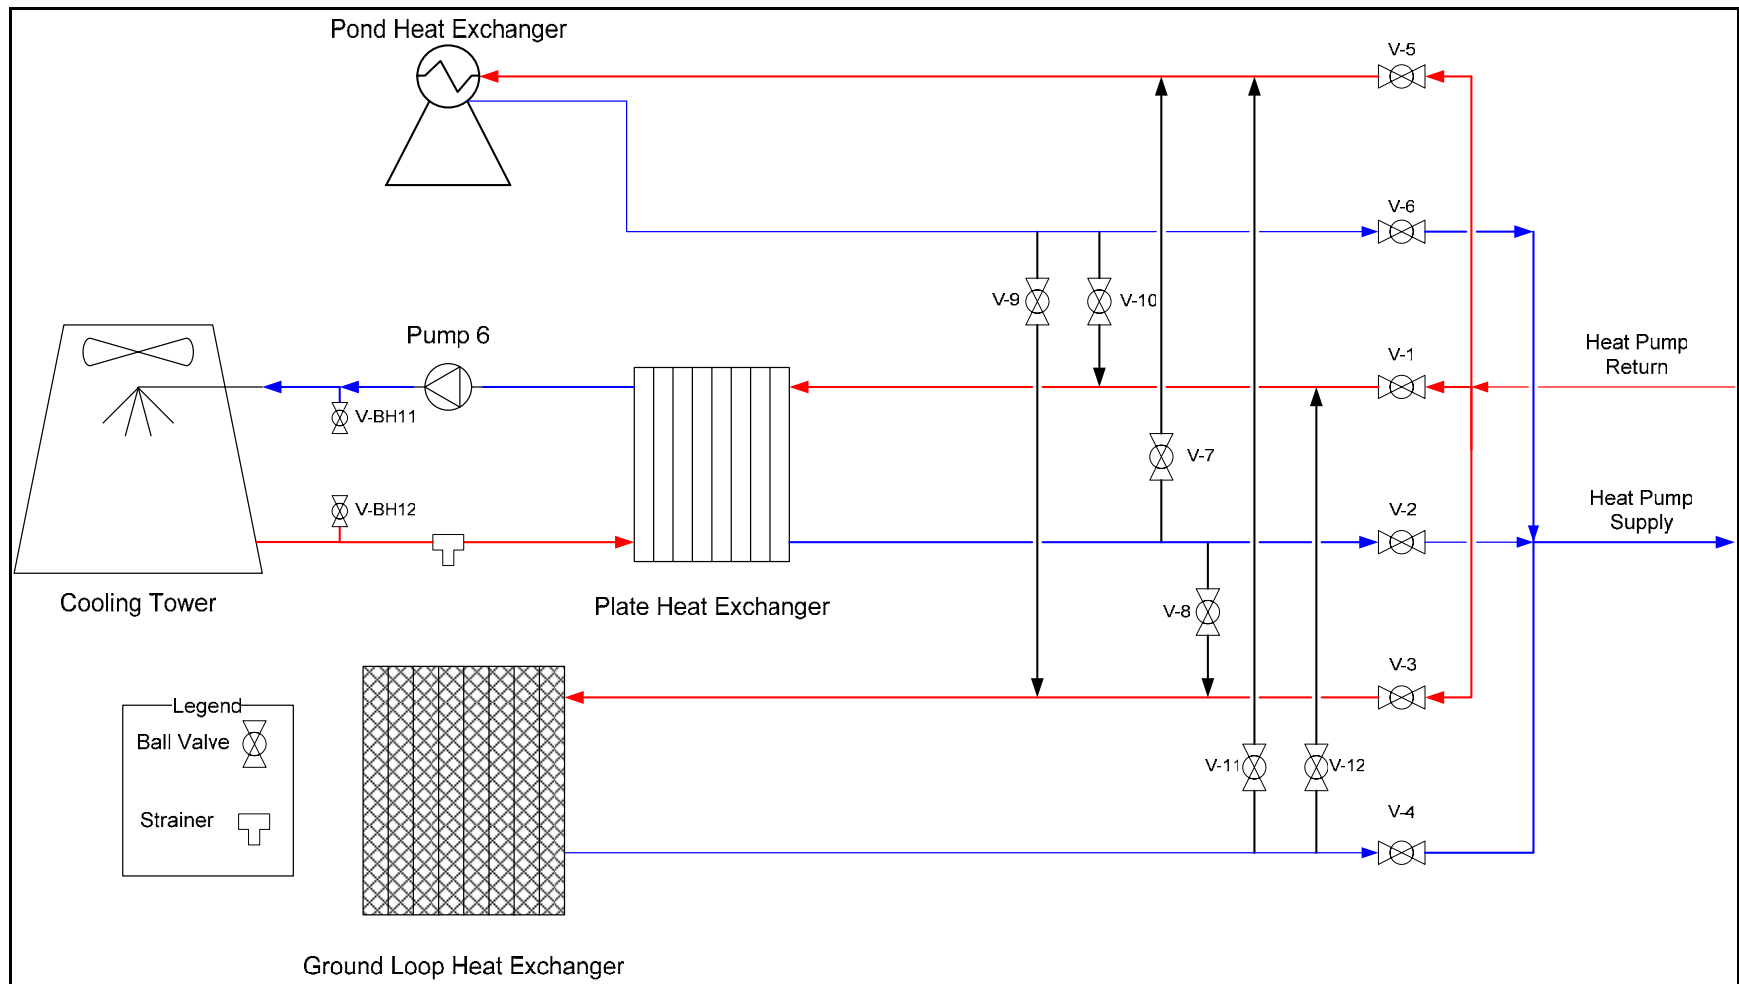 Pond Heat Exchanger
V-5
V-6
V-9
V-10
Pump 6
V-1
Heat Pump
Return
V-BH11
V-7
V-BH12
V-2
Heat Pump
Supply
Cooling Tower
Plate Heat Exchanger
V-8
V-3
Legend
Ball Valve
Strainer
V-11
V-12
V-4
Ground Loop Heat Exchanger